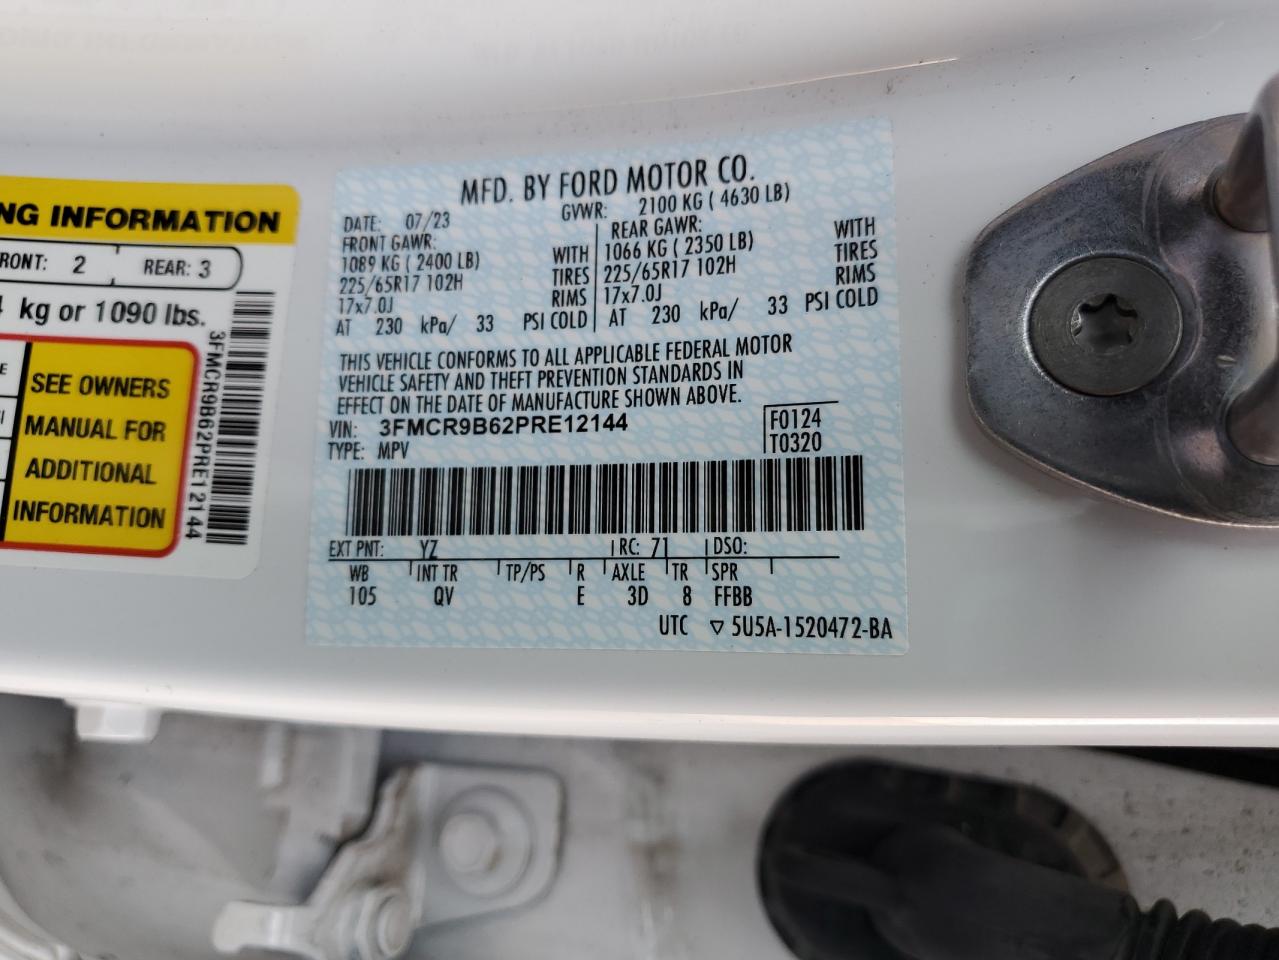 NG INFORMATION
FRONT: 2 REAR: 3
kg or 1090 lbs.
SEE OWNERS
MANUAL FOR
ADDITIONAL
INFORMATION
3FMCR9B62PRE12144
MFD. BY FORD MOTOR CO.
DATE: 07/23 GVWR: 2100 KG ( 4630 LB)
FRONT GAWR: REAR GAWR:
1089 KG ( 2400 LB) WITH 1066 KG ( 2350 LB) WITH
225/65R17 102H TIRES 225/65R17 102H TIRES
17x7.0J RIMS 17x7.0J RIMS
AT 230 kPa/ 33 PSI COLD AT 230 kPa/ 33 PSI COLD
THIS VEHICLE CONFORMS TO ALL APPLICABLE FEDERAL MOTOR
VEHICLE SAFETY AND THEFT PREVENTION STANDARDS IN
EFFECT ON THE DATE OF MANUFACTURE SHOWN ABOVE.
VIN: 3FMCR9B62PRE12144 F0124
TYPE: MPV T0320
EXT PNT: YZ RC: 71 DSO:
WB INT TR TP/PS R AXLE TR SPR
105 QV E 3D 8 FFBB
UTC ▽ 5U5A-1520472-BA